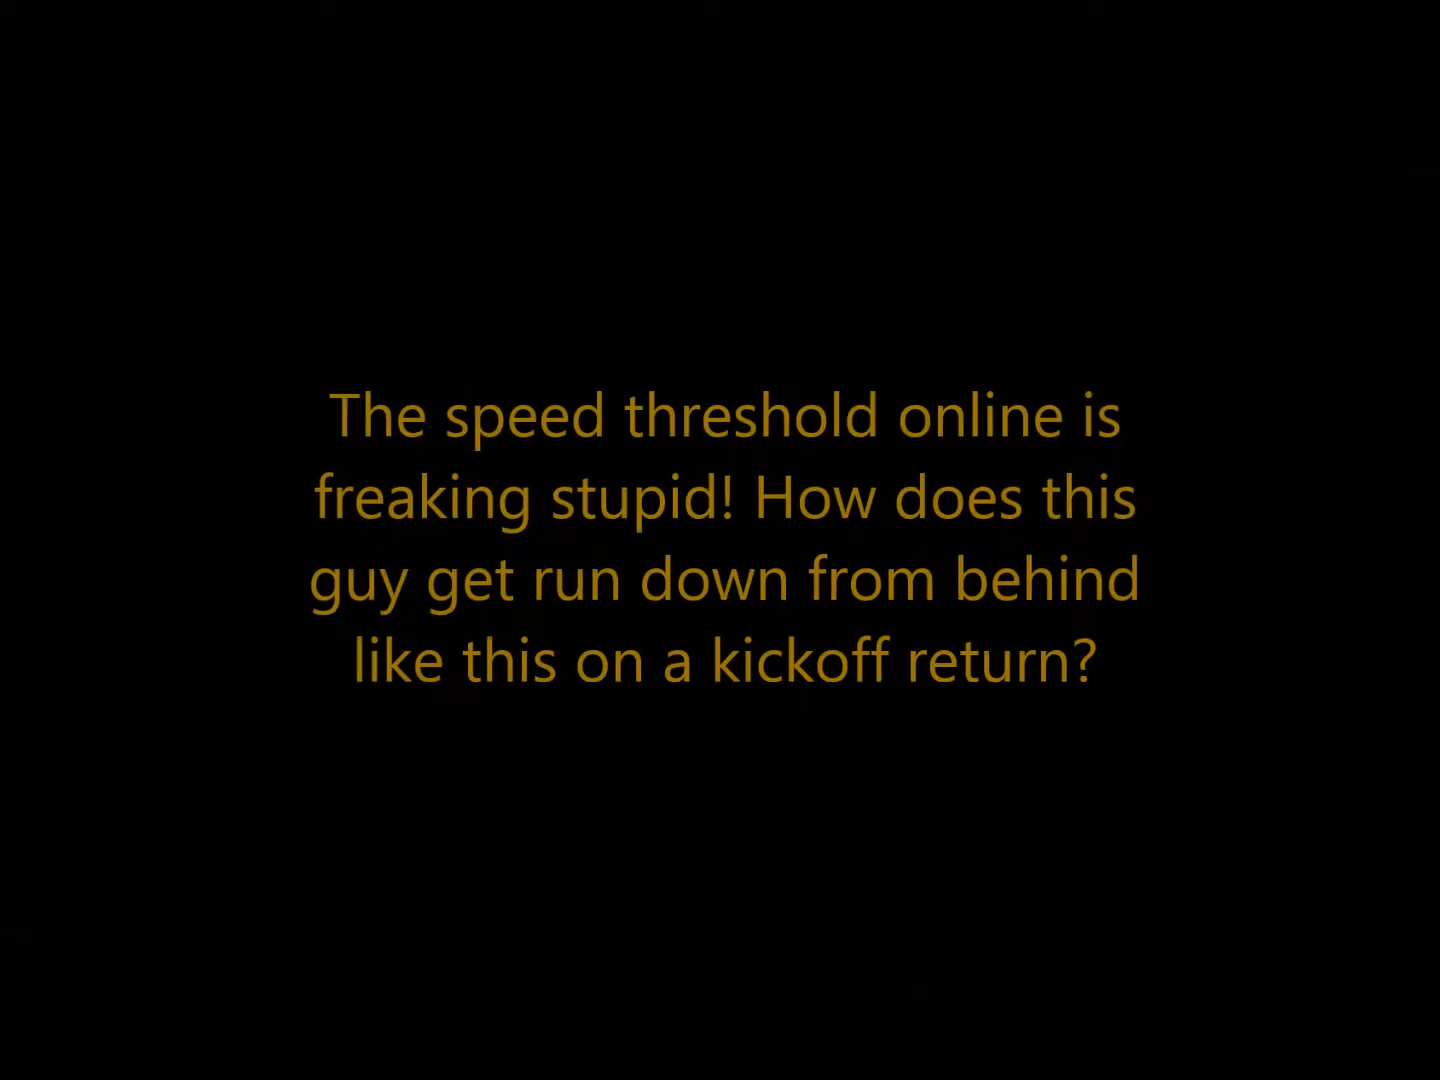 The speed threshold online is
freaking stupid! How does this
guy get run down from behind
like this on a kickoff return?